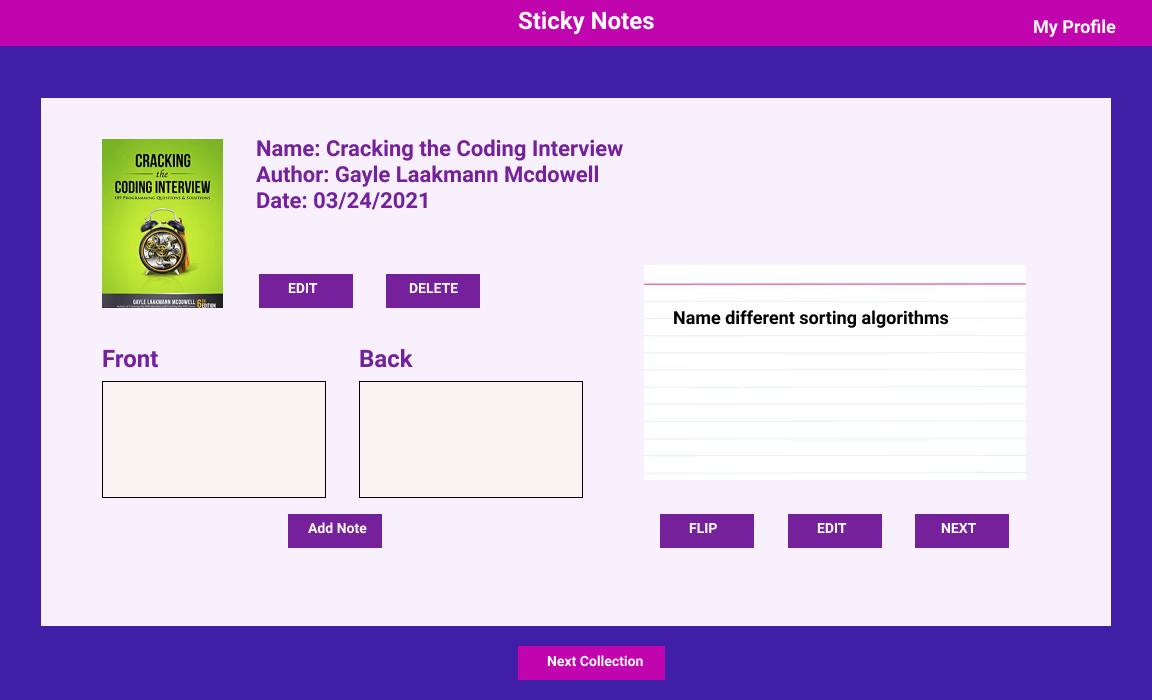 Sticky Notes
My Profile
CRACKING
the
CODING INTERVIEW
189 PROGRAMMING QUESTIONS & SOLUTIONS
GAYLE LAAKMANN MCDOWELL
6TH EDITION
Name: Cracking the Coding Interview
Author: Gayle Laakmann Mcdowell
Date: 03/24/2021
EDIT
DELETE
Front
Back
Add Note
Name different sorting algorithms
FLIP
EDIT
NEXT
Next Collection